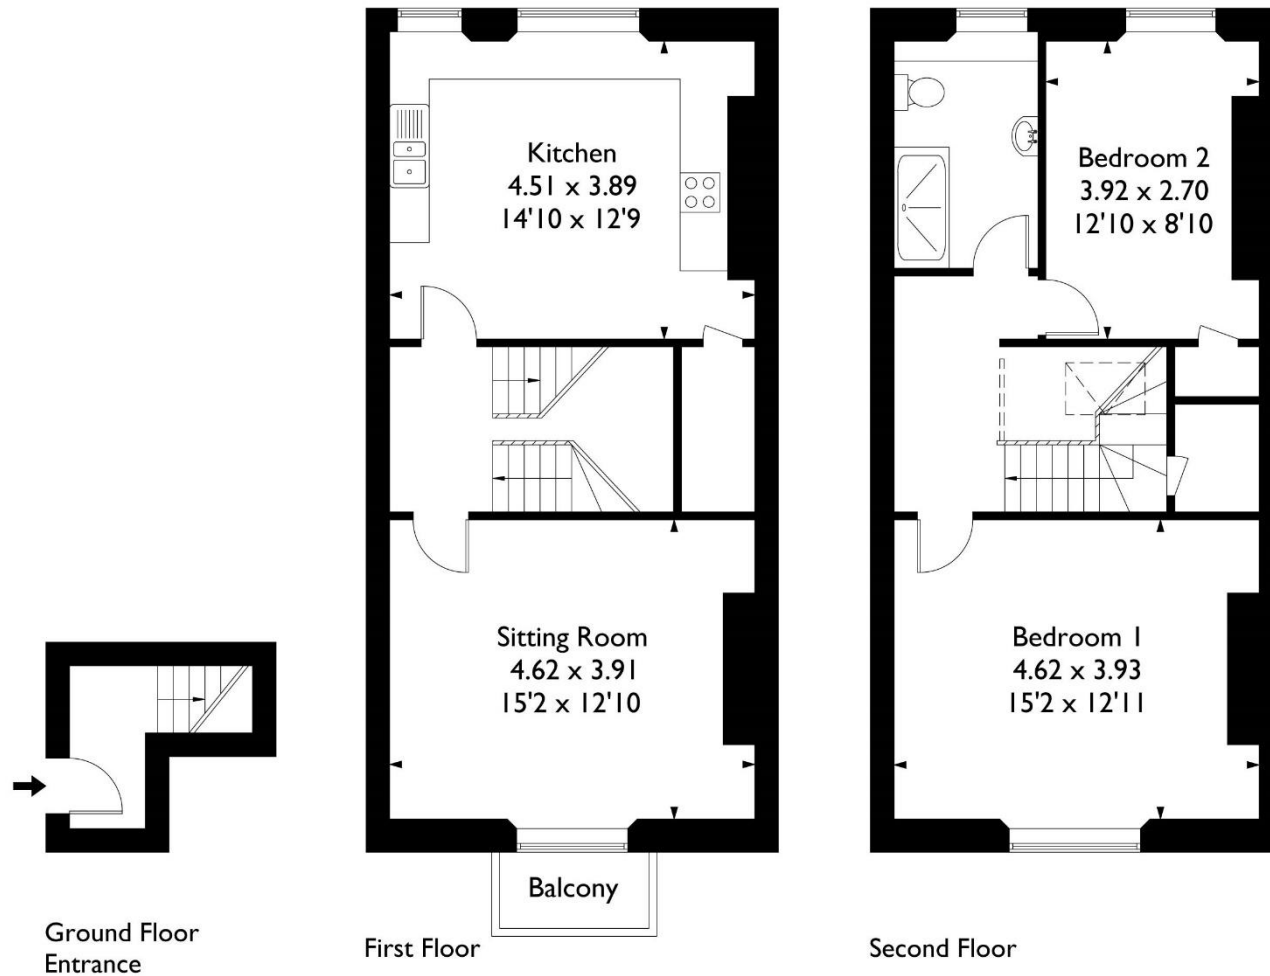 Kitchen
4.51 x 3.89
14'10 x 12'9
Bedroom 2
3.92 x 2.70
12'10 x 8'10
Sitting Room
4.62 x 3.91
15'2 x 12'10
Bedroom 1
4.62 x 3.93
15'2 x 12'11
Balcony
Ground Floor
Entrance
First Floor
Second Floor